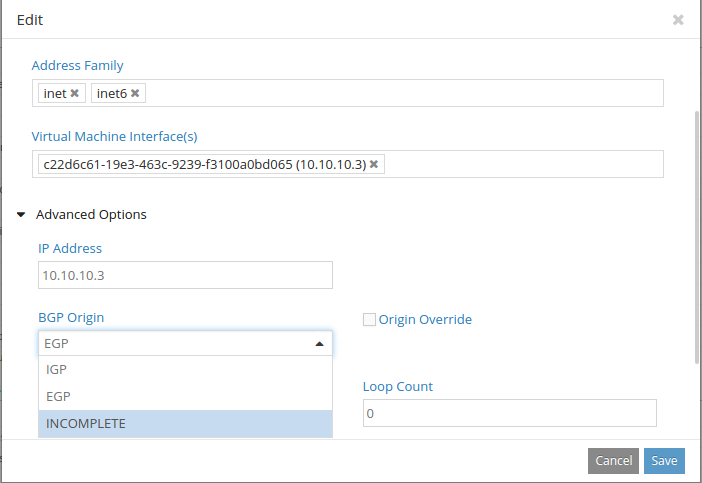 Edit
Address Family
inet ✖ inet6 ✖
Virtual Machine Interface(s)
c22d6c61-19e3-463c-9239-f3100a0bd065 (10.10.10.3) ✖
Advanced Options
IP Address
10.10.10.3
BGP Origin
Origin Override
EGP
IGP
EGP
INCOMPLETE
Loop Count
0
Cancel Save